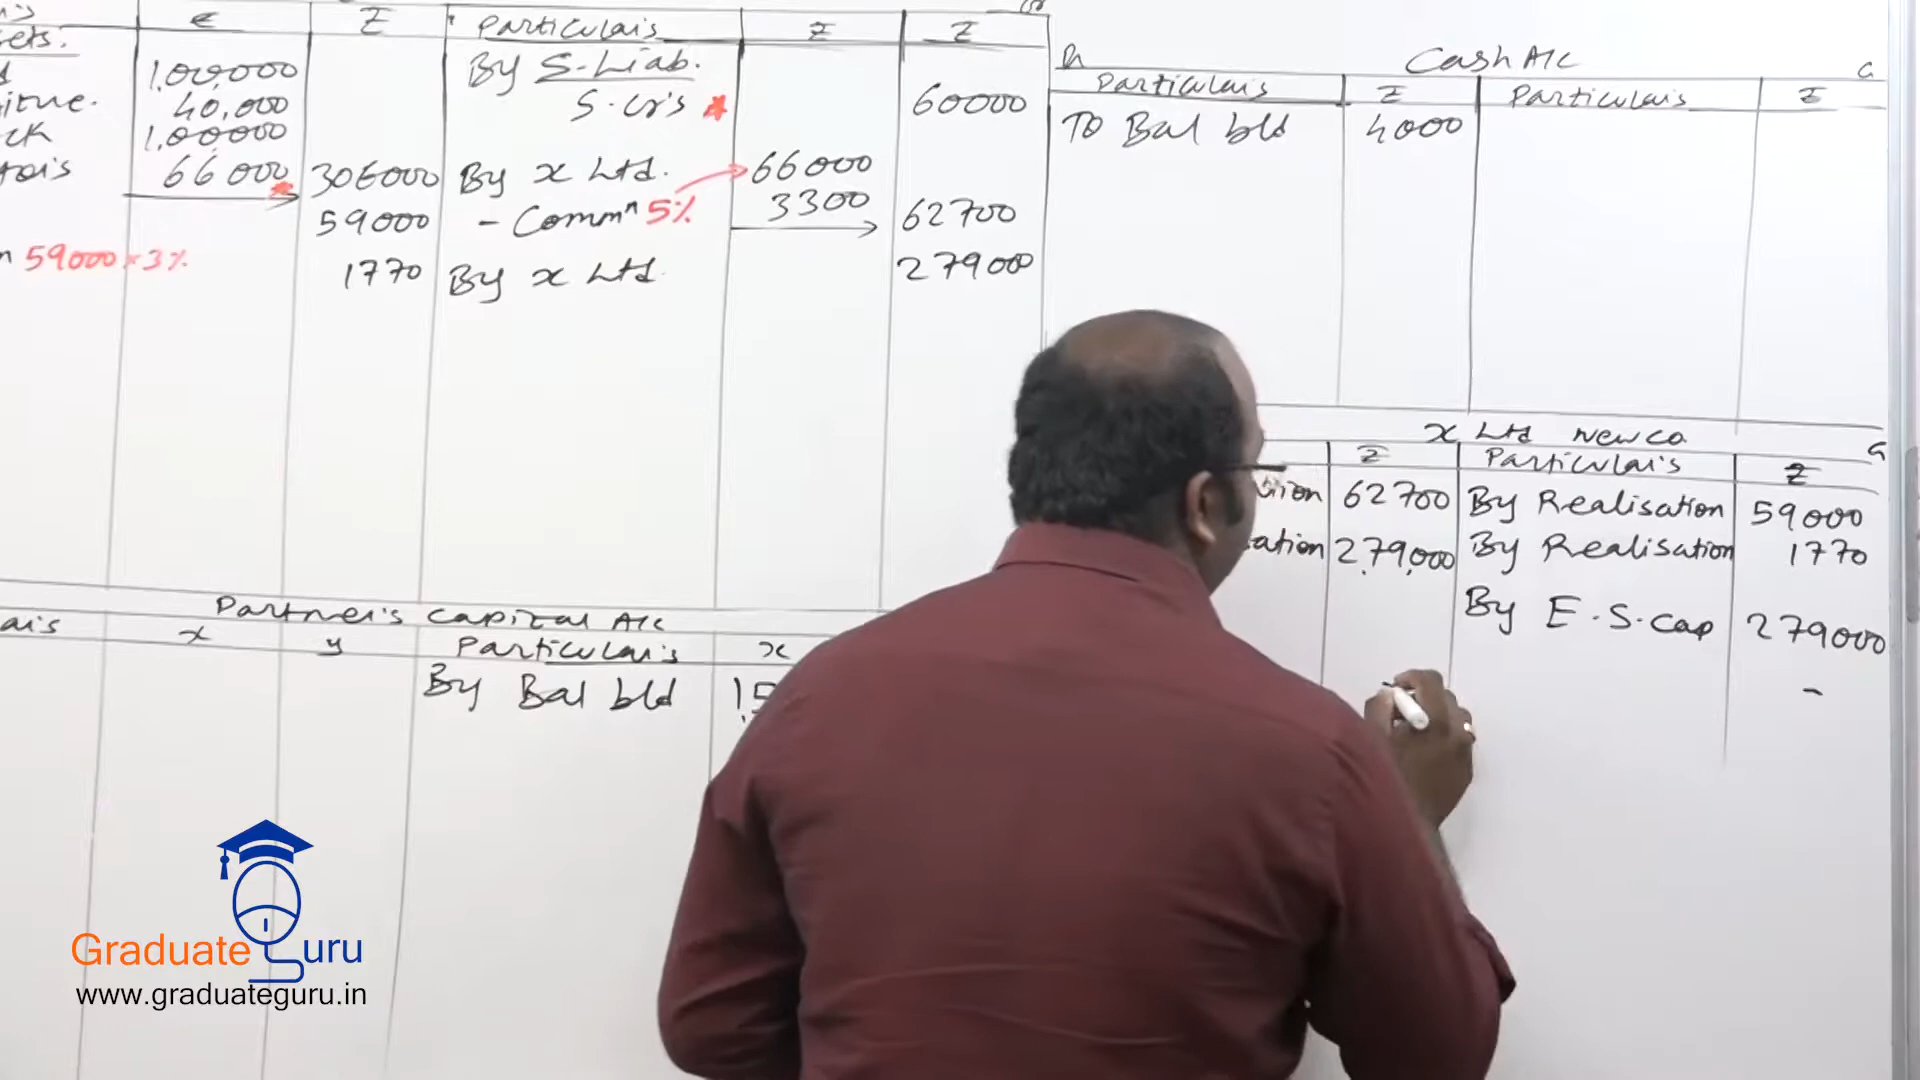 ₹ ₹ Particulars ₹ ₹
1,00,000 By S. Liab.
40,000 S. Cr's 60000
1,00,000
66000 306000 By x Ltd. 66000
59000 - Commn 5% 3300 62700
59000 x 3% 1770 By x Ltd. 279000
Cash A/c
Particulars ₹ Particulars ₹
To Bal b/d 4000
x Ltd New co
₹ Particulars ₹
62700 By Realisation 59000
279,000 By Realisation 1770
By E.S.cap 279000
-
Partner's Capital A/c
x y Particulars x
By Bal b/d
Graduate Guru
www.graduateguru.in